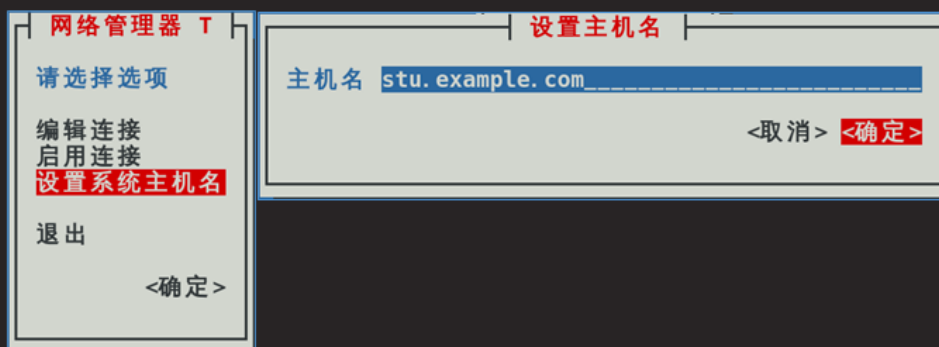 网络管理器 T
请选择选项
编辑连接
启用连接
设置系统主机名
退出
<确定>
设置主机名
主机名 stu.example.com_________________________
<取消> <确定>